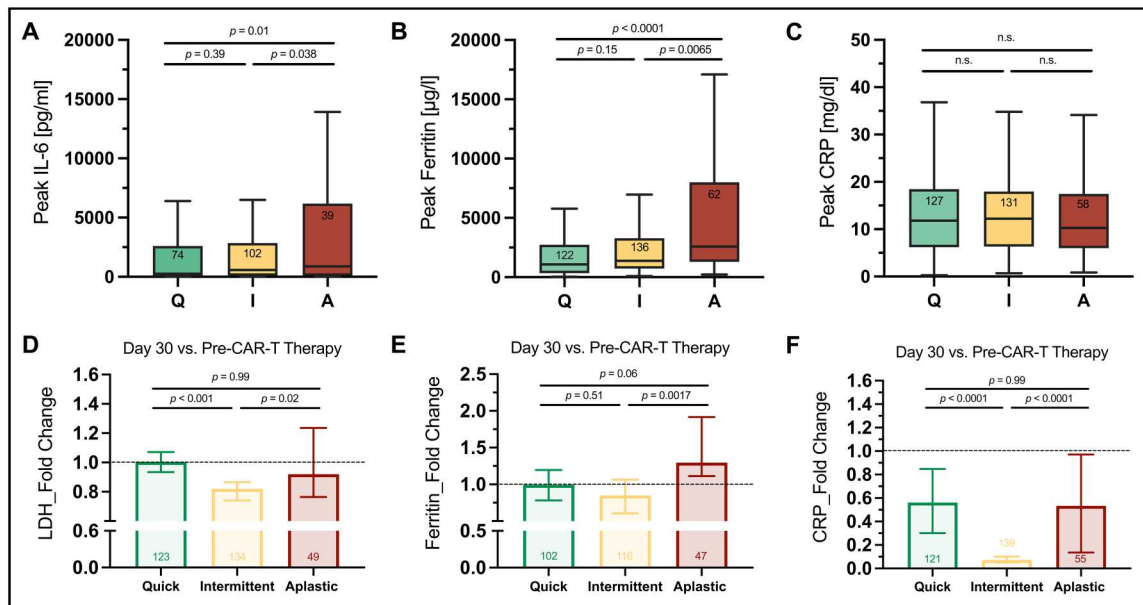 A
p = 0.01
p = 0.39
p = 0.038
Peak IL-6 [pg/ml]
20000
15000
10000
5000
0
74
102
39
Q
I
A
B
p < 0.0001
p = 0.15
p = 0.0065
Peak Ferritin [µg/l]
20000
15000
10000
5000
0
122
136
62
Q
I
A
C
n.s.
n.s.
n.s.
Peak CRP [mg/dl]
50
40
30
20
10
0
127
131
58
Q
I
A
D
Day 30 vs. Pre-CAR-T Therapy
p = 0.99
p < 0.001
p = 0.02
LDH_Fold Change
1.6
1.4
1.2
1.0
0.8
0.6
0.0
123
134
49
Quick
Intermittent
Aplastic
E
Day 30 vs. Pre-CAR-T Therapy
p = 0.06
p = 0.51
p = 0.0017
Ferritin_Fold Change
2.5
2.0
1.5
1.0
0.5
0.0
102
116
47
Quick
Intermittent
Aplastic
F
Day 30 vs. Pre-CAR-T Therapy
p = 0.99
p < 0.0001
p < 0.0001
CRP_Fold Change
1.6
1.4
1.2
1.0
0.8
0.6
0.4
0.2
0.0
121
139
55
Quick
Intermittent
Aplastic